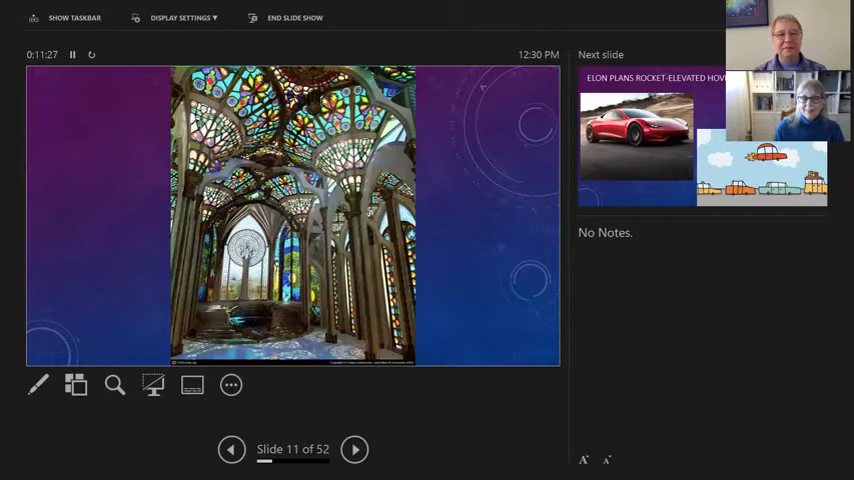 SHOW TASKBAR
DISPLAY SETTINGS ▼
END SLIDE SHOW
0:11:27
12:30 PM
Next slide
ELON PLANS ROCKET-ELEVATED
No Notes.
Slide 11 of 52
A
A